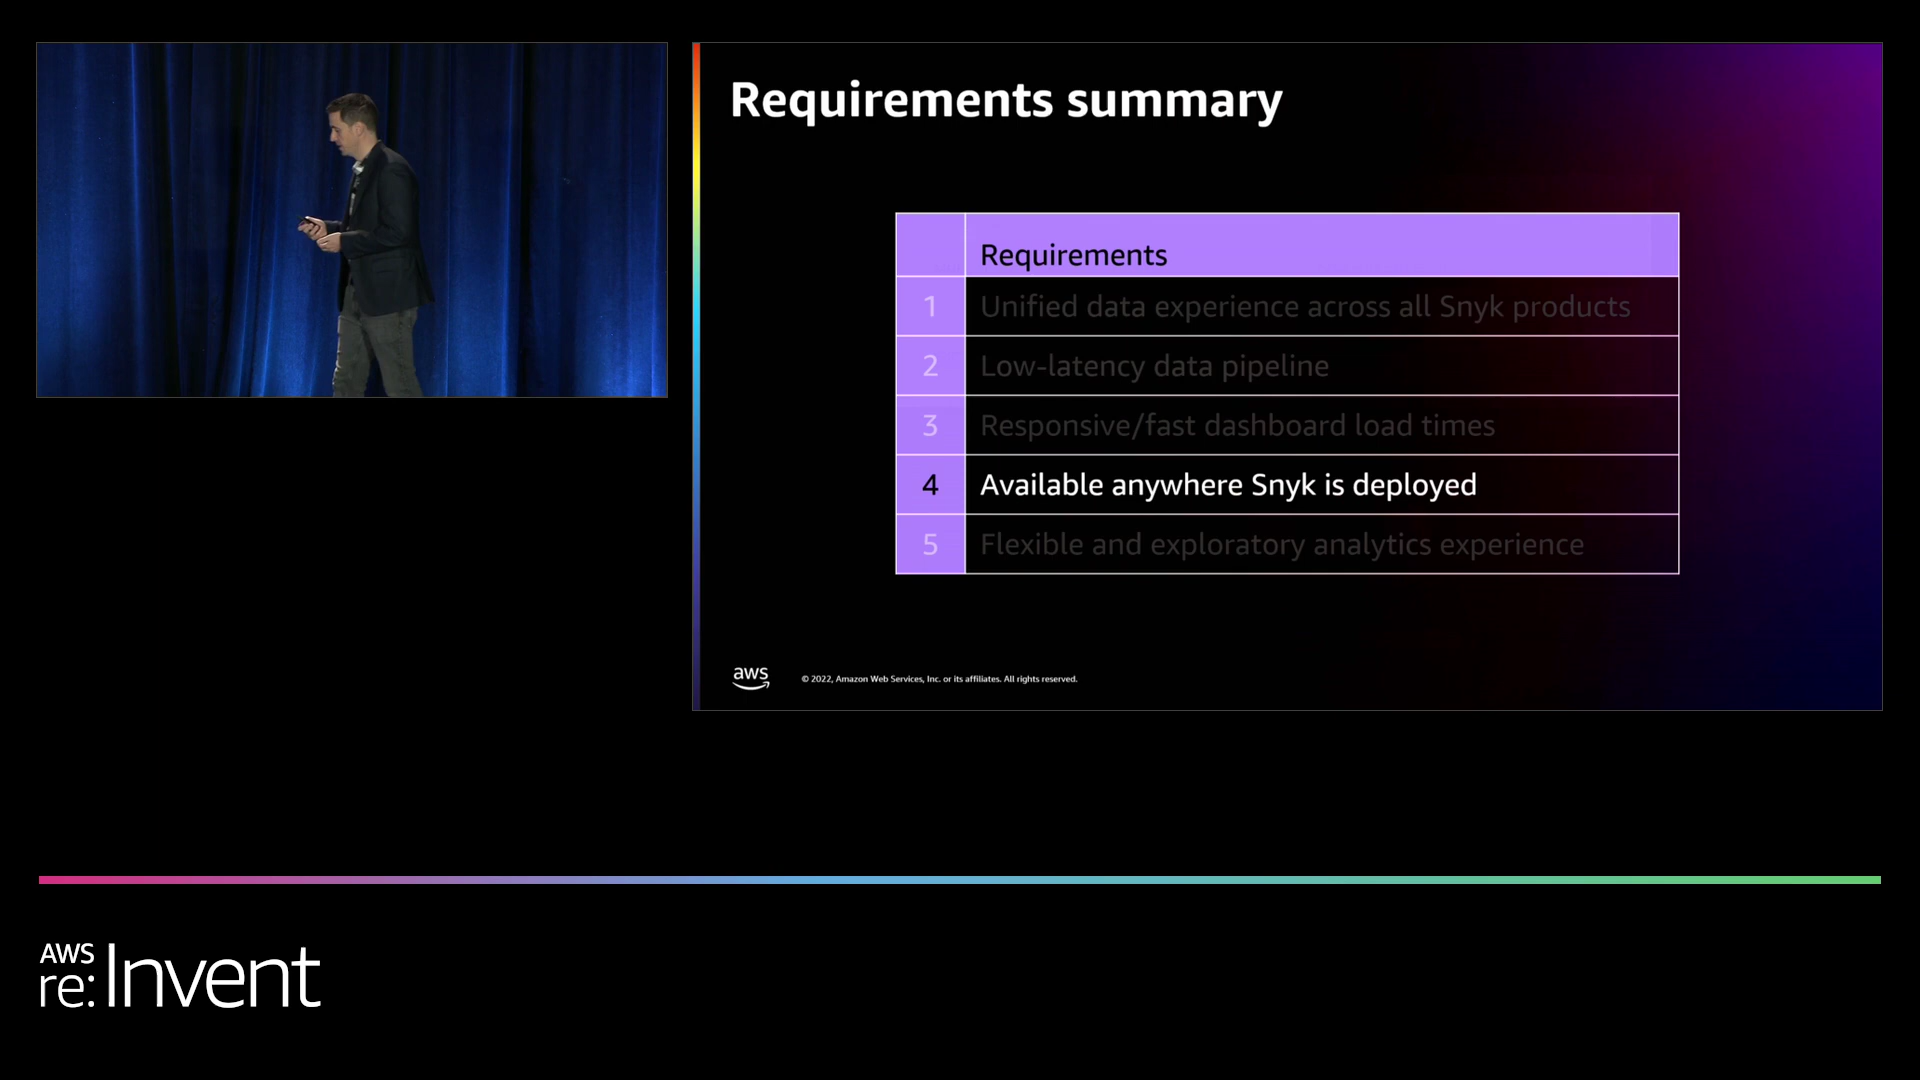 Requirements summary
Requirements
1 Unified data experience across all Snyk products
2 Low-latency data pipeline
3 Responsive/fast dashboard load times
4 Available anywhere Snyk is deployed
5 Flexible and exploratory analytics experience
aws © 2022, Amazon Web Services, Inc. or its affiliates. All rights reserved.
AWS
re:Invent